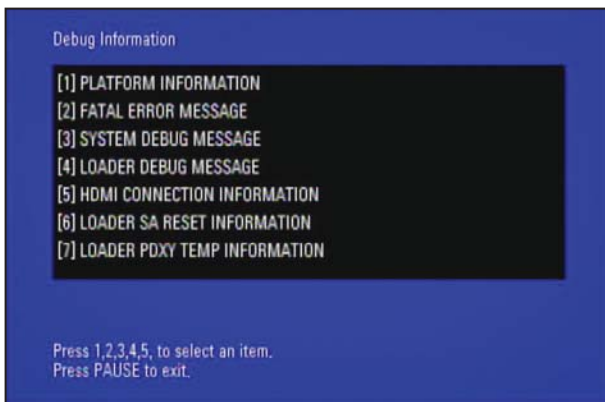 Debug Information
[1] PLATFORM INFORMATION
[2] FATAL ERROR MESSAGE
[3] SYSTEM DEBUG MESSAGE
[4] LOADER DEBUG MESSAGE
[5] HDMI CONNECTION INFORMATION
[6] LOADER SA RESET INFORMATION
[7] LOADER PDXY TEMP INFORMATION
Press 1,2,3,4,5, to select an item.
Press PAUSE to exit.